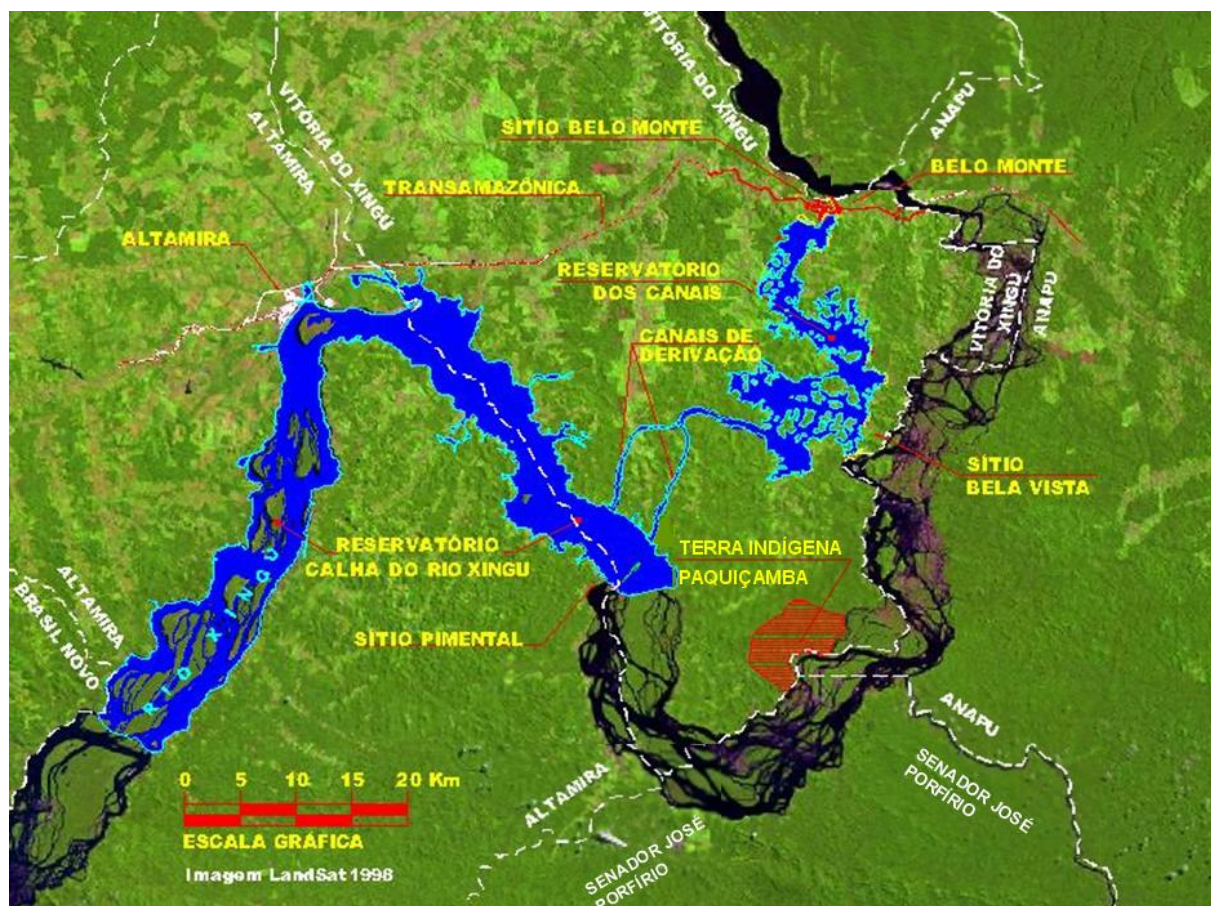 VITÓRIA DO XINGÚ
ALTAMIRA
VITÓRIA DO XINGÚ
ANAPU
SÍTIO BELO MONTE
BELO MONTE
TRANSAMAZÔNICA
ALTAMIRA
RESERVATÓRIO
DOS CANAIS
VITÓRIA DO
XINGU
ANAPU
CANAIS DE
DERIVAÇÃO
SÍTIO
BELA VISTA
RESERVATÓRIO
CALHA DO RIO XINGU
TERRA INDÍGENA
PAQUIÇAMBA
ALTAMIRA
BRASIL NOVO
RIO XINGU
SÍTIO PIMENTAL
ANAPU
SENADOR JOSÉ
PORFÍRIO
0 5 10 15 20 Km
ESCALA GRÁFICA
Imagem LandSat 1998
ALTAMIRA
SENADOR JOSÉ
PORFÍRIO